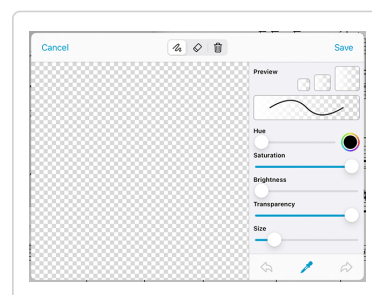 Cancel
Save
Preview
Hue
Saturation
Brightness
Transparency
Size